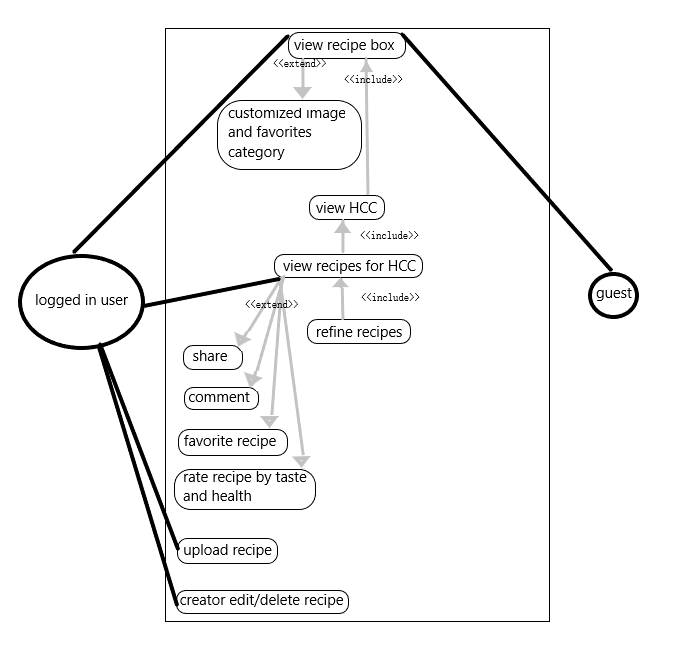 view recipe box
<<extend>>
<<include>>
customized image
and favorites
category
view HCC
<<include>>
view recipes for HCC
logged in user
guest
<<extend>>
<<include>>
refine recipes
share
comment
favorite recipe
rate recipe by taste
and health
upload recipe
creator edit/delete recipe